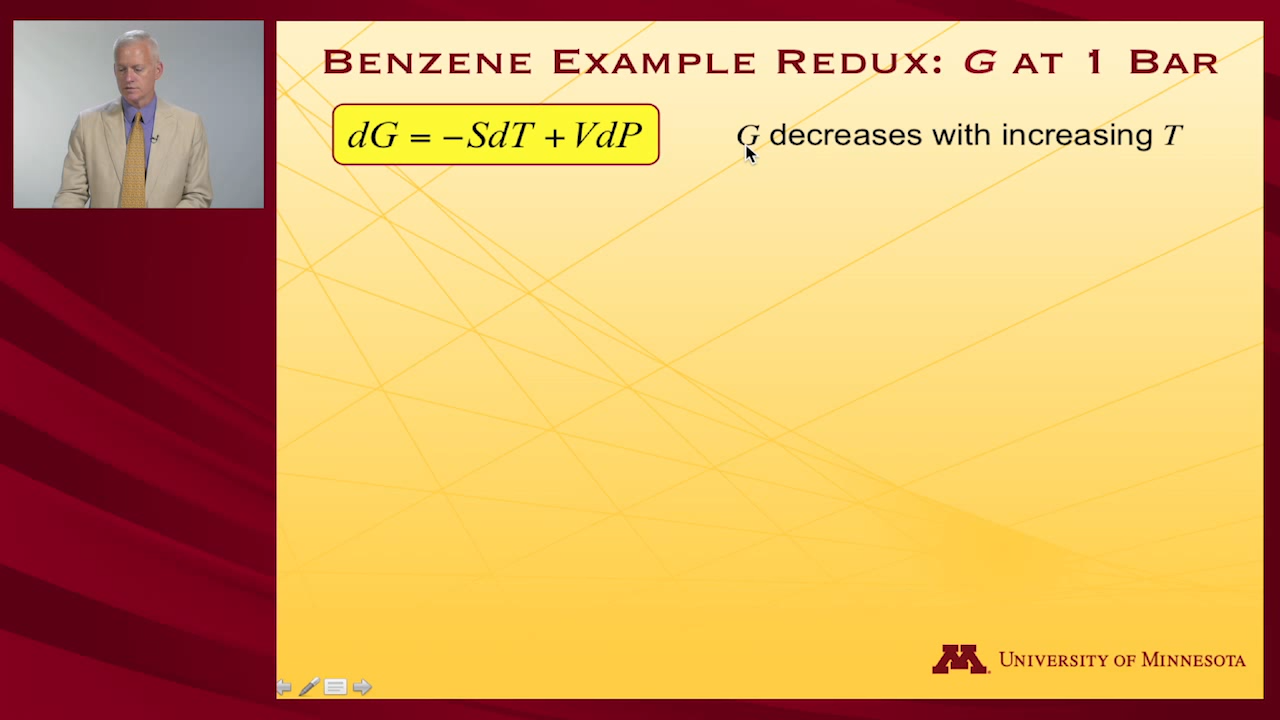 BENZENE EXAMPLE REDUX: G AT 1 BAR
dG = −SdT + VdP
G decreases with increasing T
UNIVERSITY OF MINNESOTA